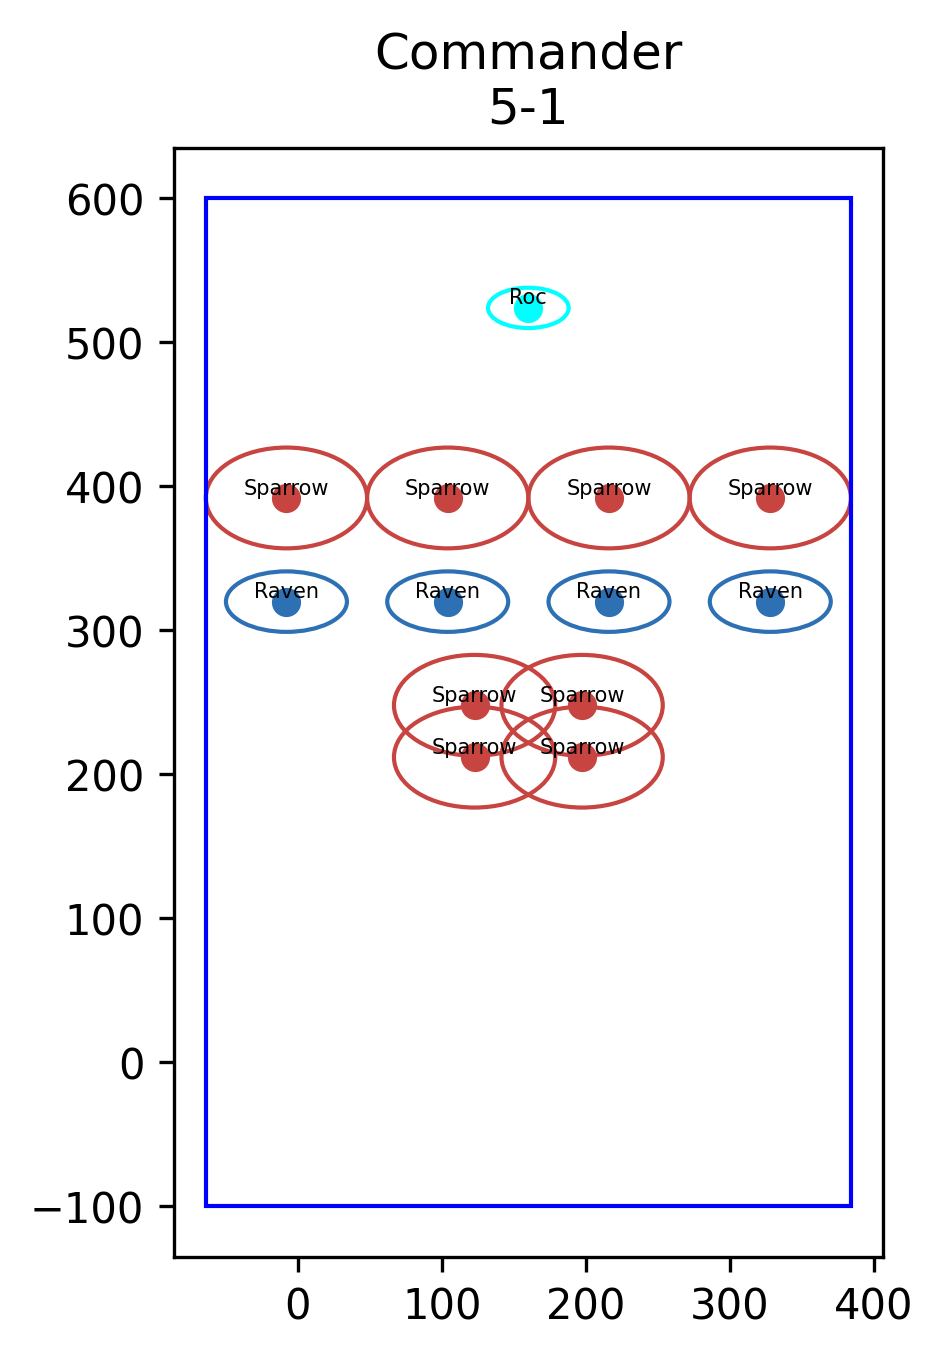 Commander
5-1
600
Roc
500
400
Sparrow Sparrow Sparrow Sparrow
Raven Raven Raven Raven
300
Sparrow Sparrow
Sparrow Sparrow
200
100
0
−100
0 100 200 300 400